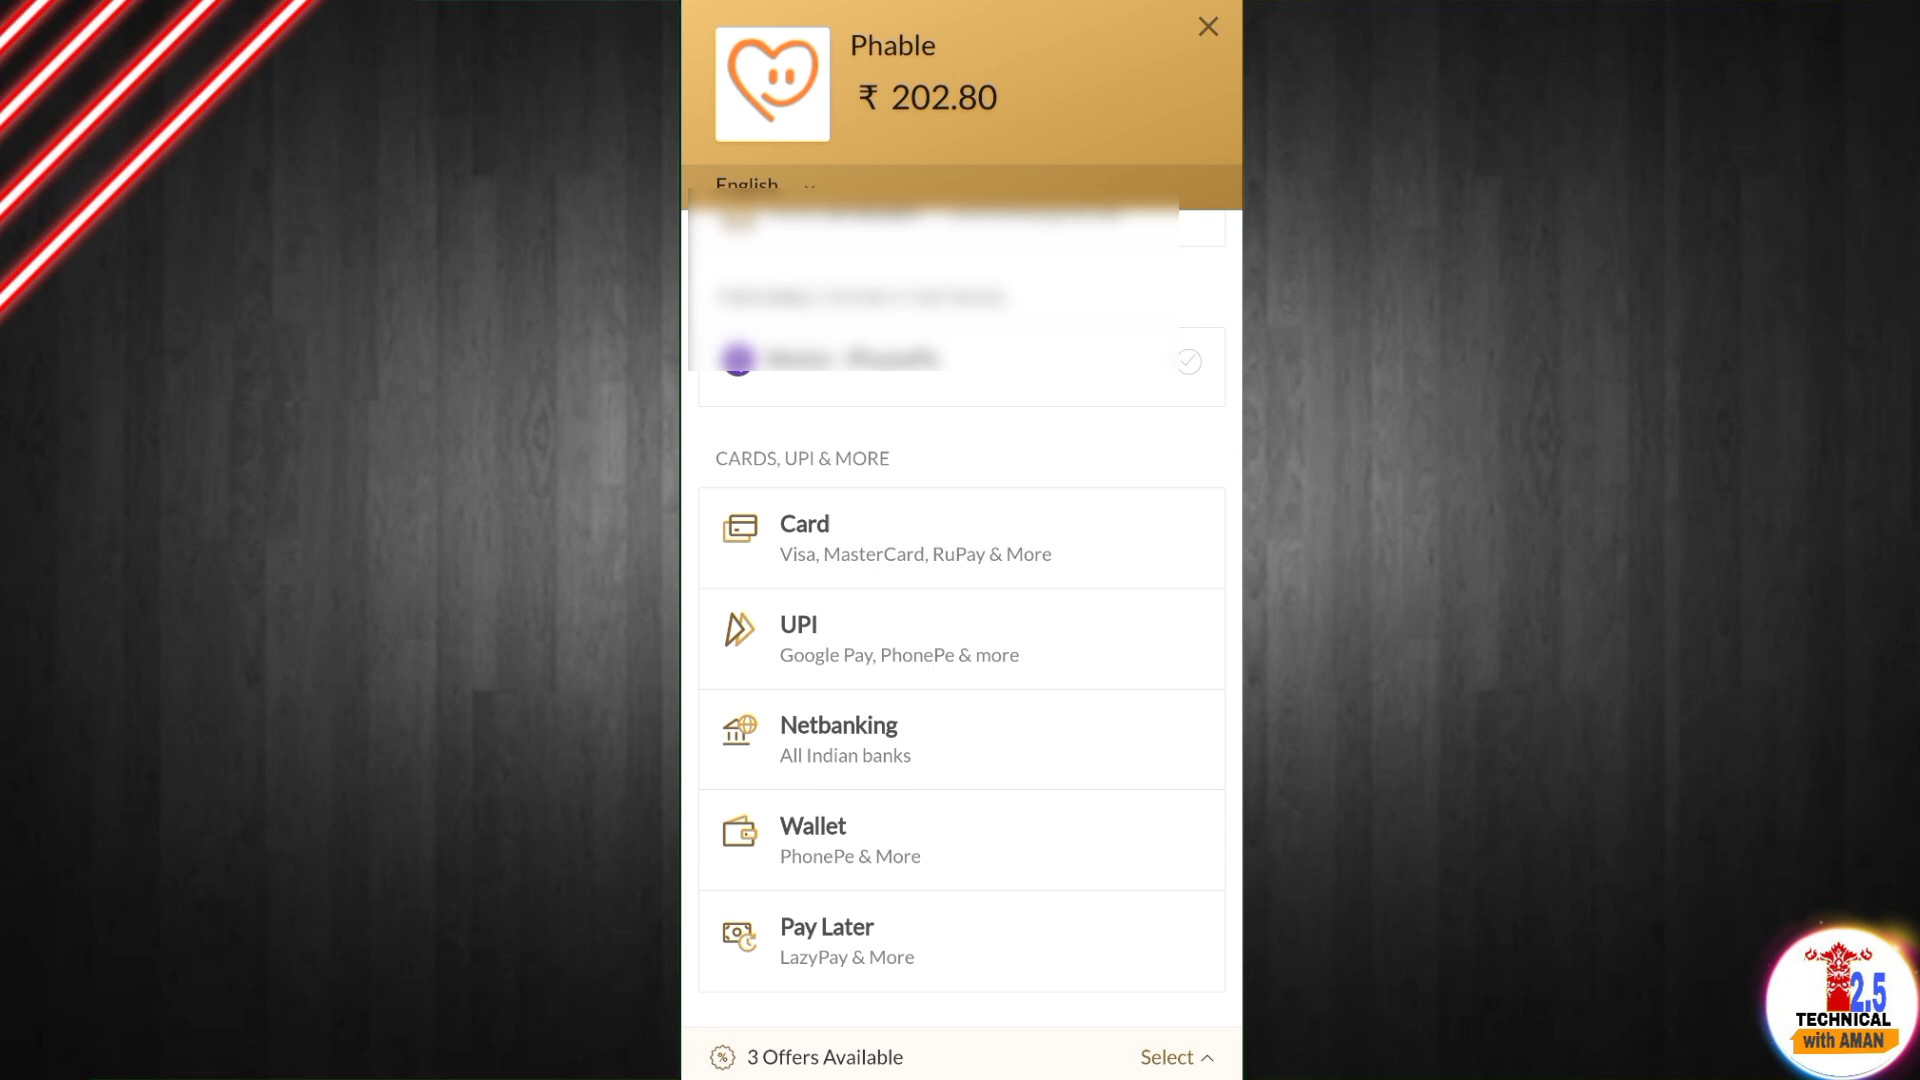 Phable
₹ 202.80
English
CARDS, UPI & MORE
Card
Visa, MasterCard, RuPay & More
UPI
Google Pay, PhonePe & more
Netbanking
All Indian banks
Wallet
PhonePe & More
Pay Later
LazyPay & More
3 Offers Available
Select
2.5
TECHNICAL
with AMAN